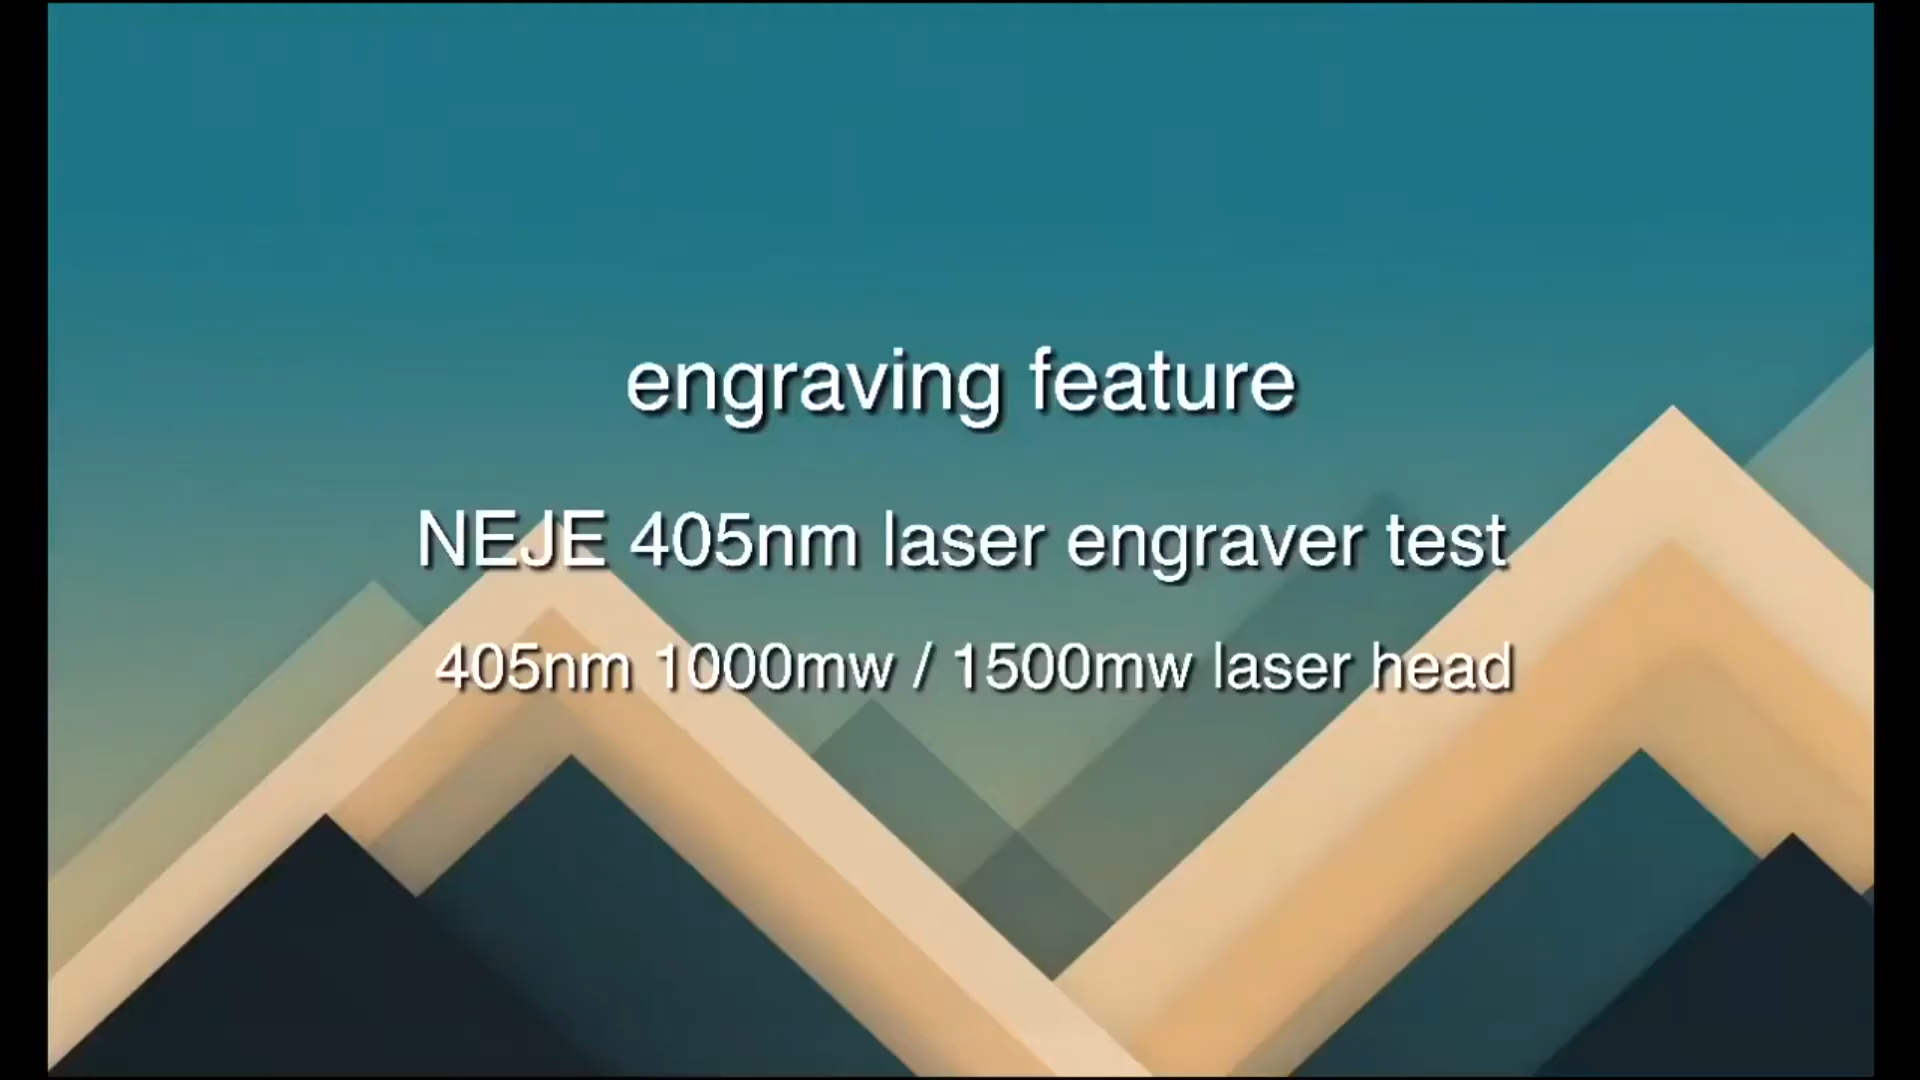 engraving feature
NEJE 405nm laser engraver test
405nm 1000mw / 1500mw laser head